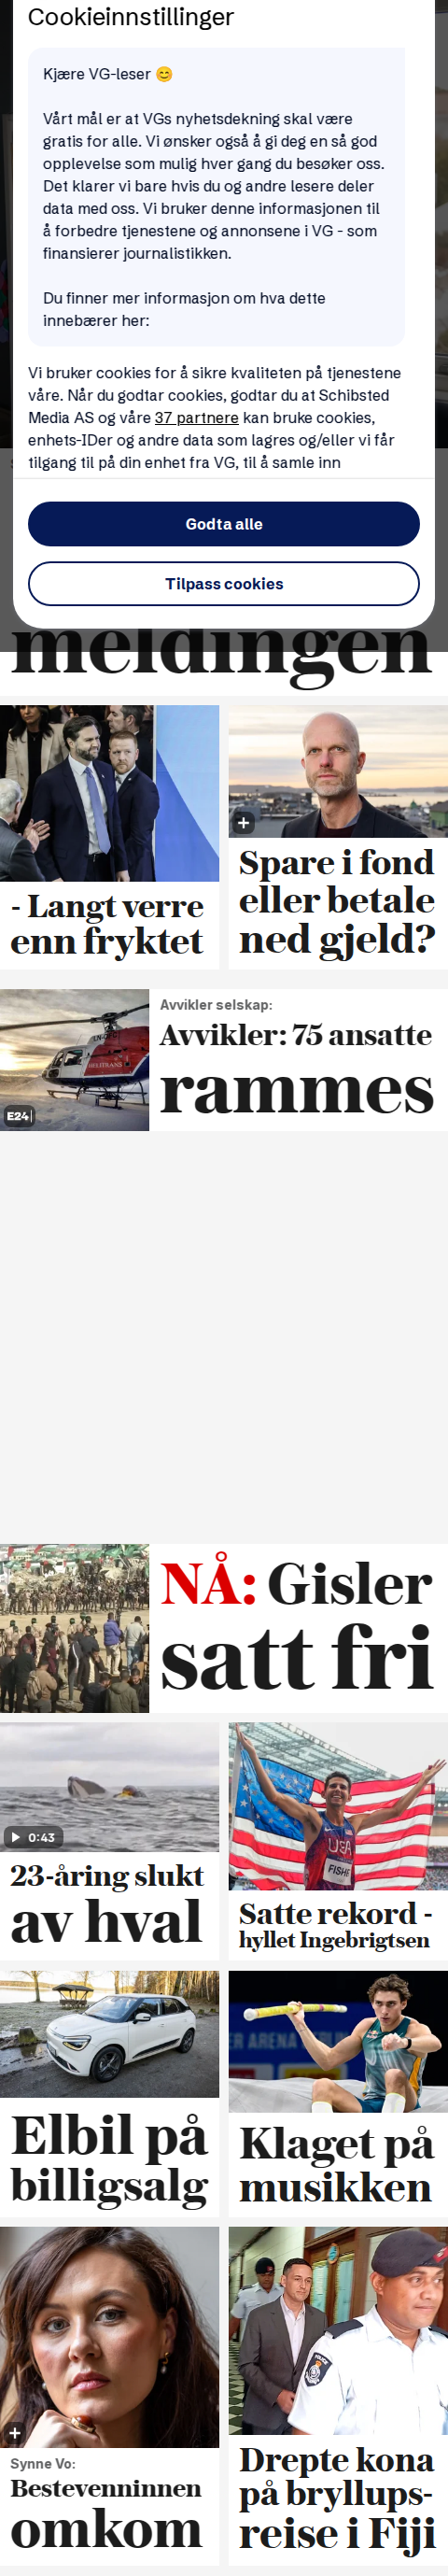 Cookieinnstillinger
Kjære VG-leser 😊
Vårt mål er at VGs nyhetsdekning skal være
gratis for alle. Vi ønsker også å gi deg en så god
opplevelse som mulig hver gang du besøker oss.
Det klarer vi bare hvis du og andre lesere deler
data med oss. Vi bruker denne informasjonen til
å forbedre tjenestene og annonsene i VG - som
finansierer journalistikken.
Du finner mer informasjon om hva dette
innebærer her:
Vi bruker cookies for å sikre kvaliteten på tjenestene
våre. Når du godtar cookies, godtar du at Schibsted
Media AS og våre 37 partnere kan bruke cookies,
enhets-IDer og andre data som lagres og/eller vi får
tilgang til på din enhet fra VG, til å samle inn
Godta alle
Tilpass cookies
meldingen
- Langt verre
enn fryktet
Spare i fond
eller betale
ned gjeld?
LN-OFC
HELITRANS
E24
Avvikler selskap:
Avvikler: 75 ansatte
rammes
NÅ: Gisler
satt fri
0:43
23-åring slukt
av hval
USA
FISHE
Satte rekord -
hyllet Ingebrigtsen
Elbil på
billigsalg
Klaget på
musikken
Synne Vo:
Bestevenninnen
omkom
Drepte kona
på bryllups-
reise i Fiji